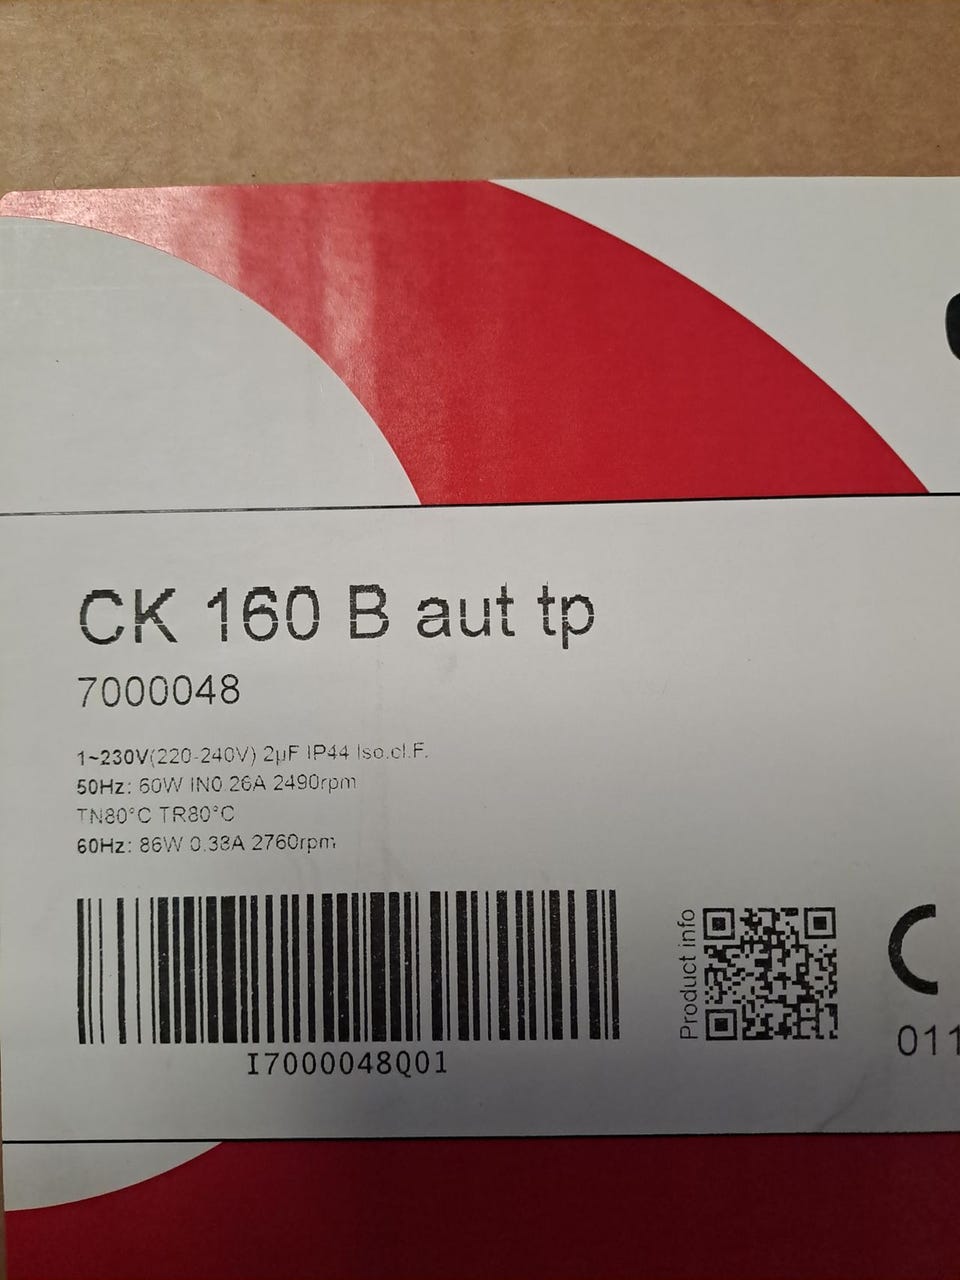 CK 160 B aut tp
7000048
1~230V(220-240V) 2µF IP44 Iso.cl.F.
50Hz: 60W IN0.26A 2490rpm
TN80°C TR80°C
60Hz: 86W 0.38A 2760rpm
I7000048Q01
Product info
011